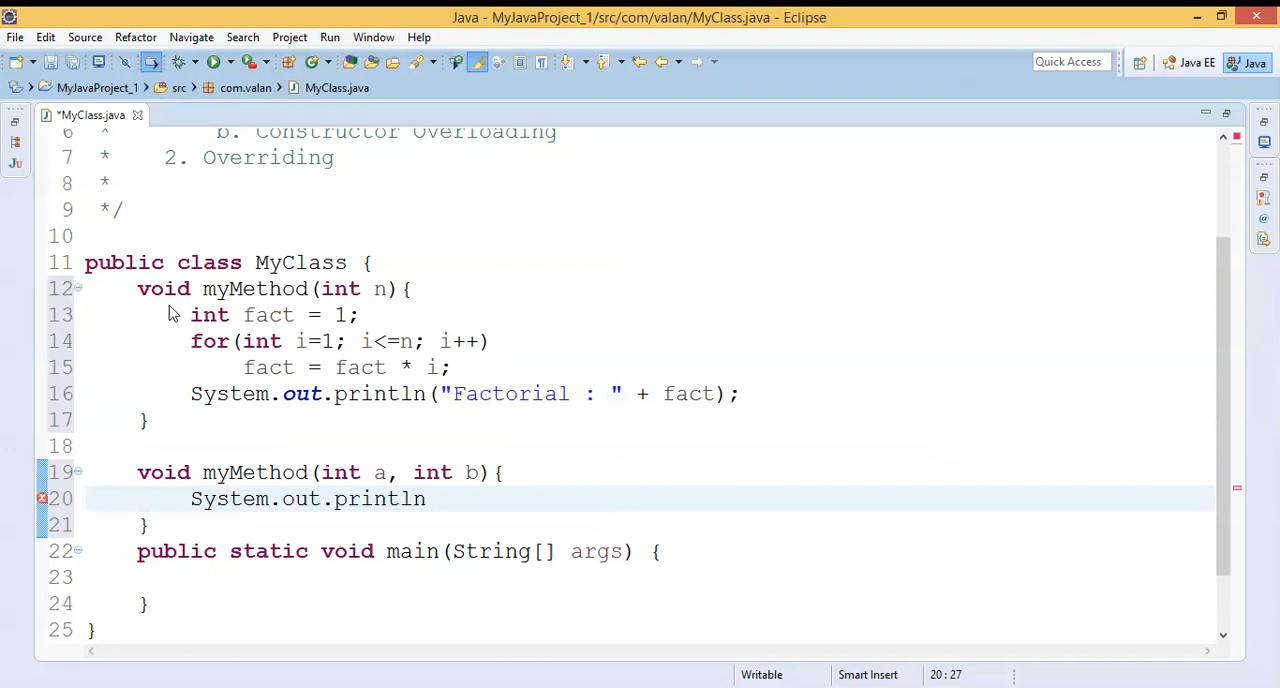 Java - MyJavaProject_1/src/com/valan/MyClass.java - Eclipse
File Edit Source Refactor Navigate Search Project Run Window Help
Quick Access Java EE Java
MyJavaProject_1 src com.valan MyClass.java
*MyClass.java
6 * b. Constructor Overloading
7 * 2. Overriding
8 *
9 */
10
11 public class MyClass {
12 void myMethod(int n){
13 int fact = 1;
14 for(int i=1; i<=n; i++)
15 fact = fact * i;
16 System.out.println("Factorial : " + fact);
17 }
18
19 void myMethod(int a, int b){
20 System.out.println
21 }
22 public static void main(String[] args) {
23
24 }
25 }
Writable Smart Insert 20 : 27